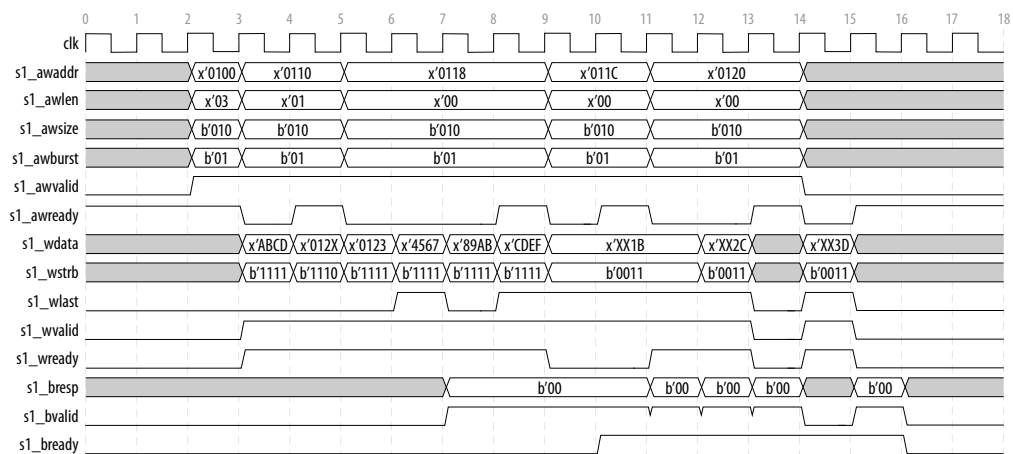 0 1 2 3 4 5 6 7 8 9 10 11 12 13 14 15 16 17 18
clk
s1_awaddr x'0100 x'0110 x'0118 x'011C x'0120
s1_awlen x'03 x'01 x'00 x'00 x'00
s1_awsize b'010 b'010 b'010 b'010 b'010
s1_awburst b'01 b'01 b'01 b'01 b'01
s1_awvalid
s1_awready
s1_wdata x'ABCD x'012X x'0123 x'4567 x'89AB x'CDEF x'XX1B x'XX2C x'XX3D
s1_wstrb b'1111 b'1110 b'1111 b'1111 b'1111 b'1111 b'0011 b'0011 b'0011
s1_wlast
s1_wvalid
s1_wready
s1_bresp b'00 b'00 b'00 b'00 b'00
s1_bvalid
s1_bready